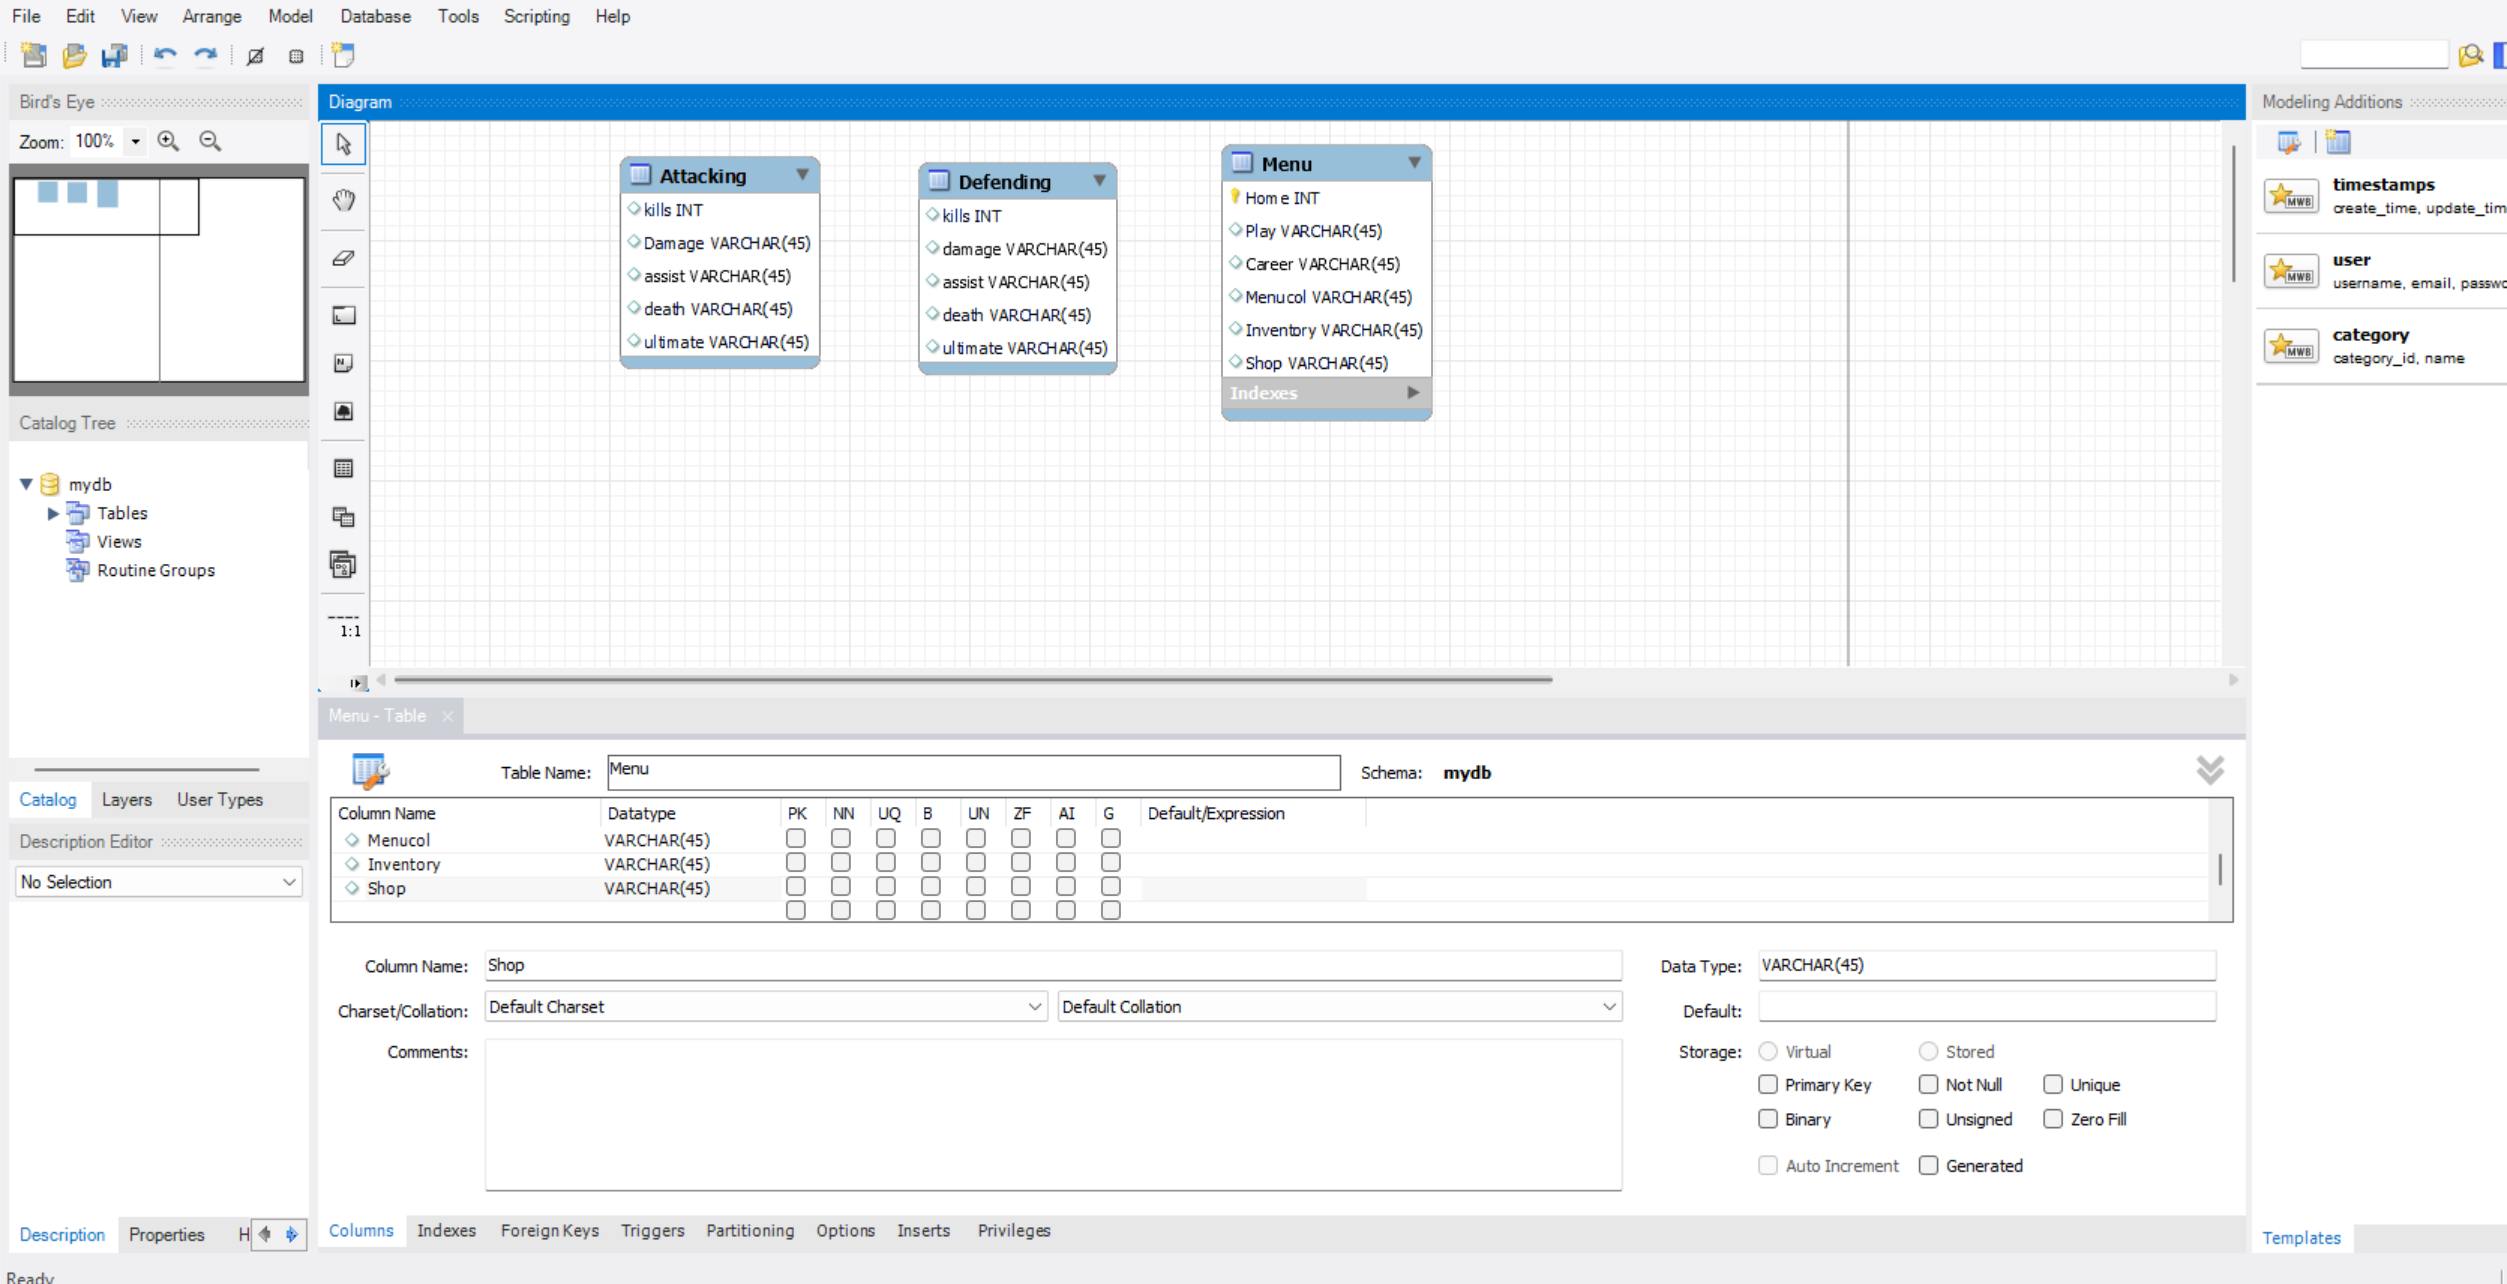 File Edit View Arrange Model Database Tools Scripting Help
Bird's Eye
Zoom: 100%
Diagram
Attacking
kills INT
Damage VARCHAR(45)
assist VARCHAR(45)
death VARCHAR(45)
ultimate VARCHAR(45)
Defending
kills INT
damage VARCHAR(45)
assist VARCHAR(45)
death VARCHAR(45)
ultimate VARCHAR(45)
Menu
Home INT
Play VARCHAR(45)
Career VARCHAR(45)
Menucol VARCHAR(45)
Inventory VARCHAR(45)
Shop VARCHAR(45)
Indexes
1:1
Modeling Additions
MWB
timestamps
create_time, update_tim
MWB
user
username, email, passwo
MWB
category
category_id, name
Catalog Tree
mydb
Tables
Views
Routine Groups
Catalog Layers User Types
Description Editor
No Selection
Description Properties H
Menu - Table
Table Name: Menu Schema: mydb
Column Name Datatype PK NN UQ B UN ZF AI G Default/Expression
Menucol VARCHAR(45)
Inventory VARCHAR(45)
Shop VARCHAR(45)
Column Name: Shop Data Type: VARCHAR(45)
Charset/Collation: Default Charset Default Collation Default:
Comments: Storage: Virtual Stored
Primary Key Not Null Unique
Binary Unsigned Zero Fill
Auto Increment Generated
Columns Indexes Foreign Keys Triggers Partitioning Options Inserts Privileges
Templates
Ready